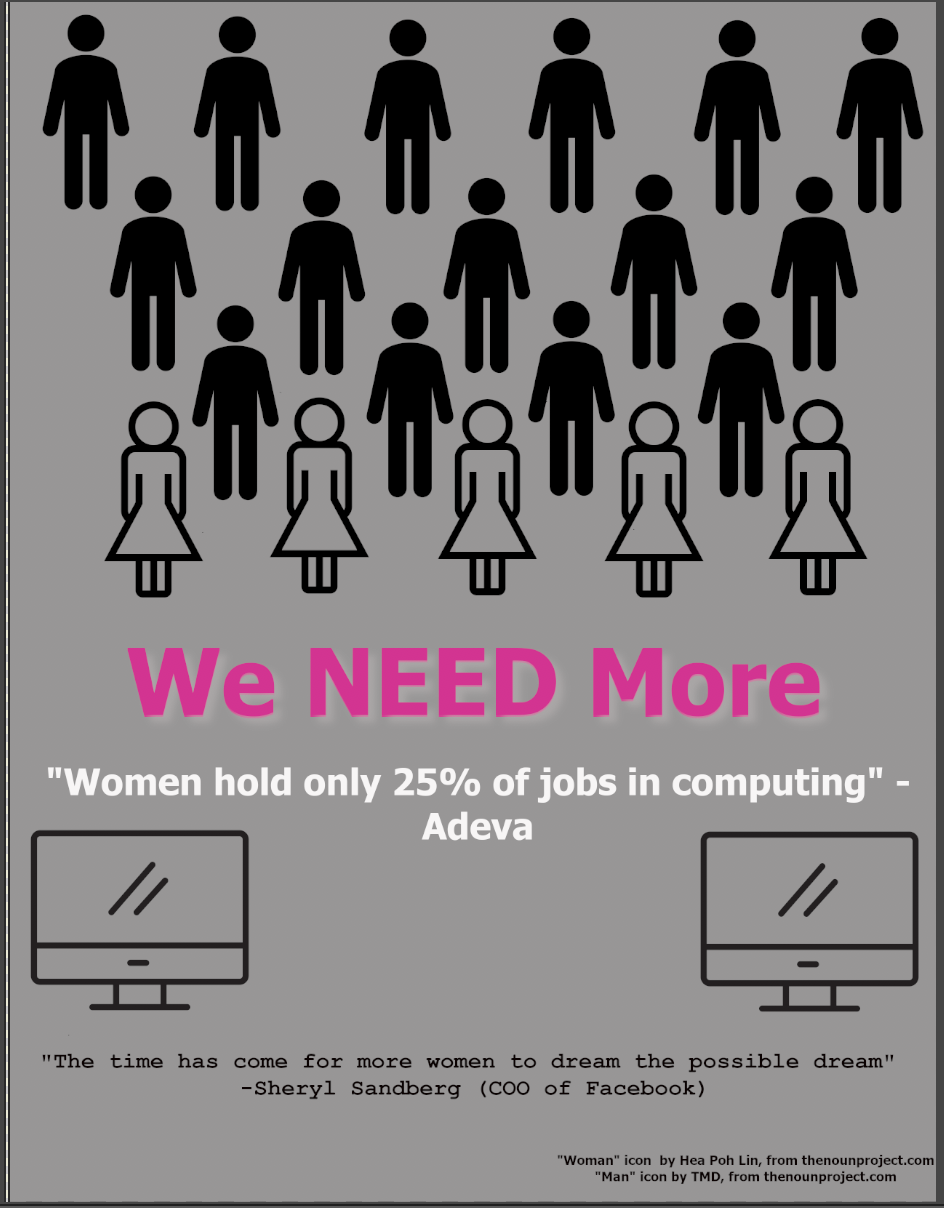 We NEED More
"Women hold only 25% of jobs in computing" -
Adeva
"The time has come for more women to dream the possible dream"
-Sheryl Sandberg (COO of Facebook)
"Woman" icon  by Hea Poh Lin, from thenounproject.com
"Man" icon by TMD, from thenounproject.com